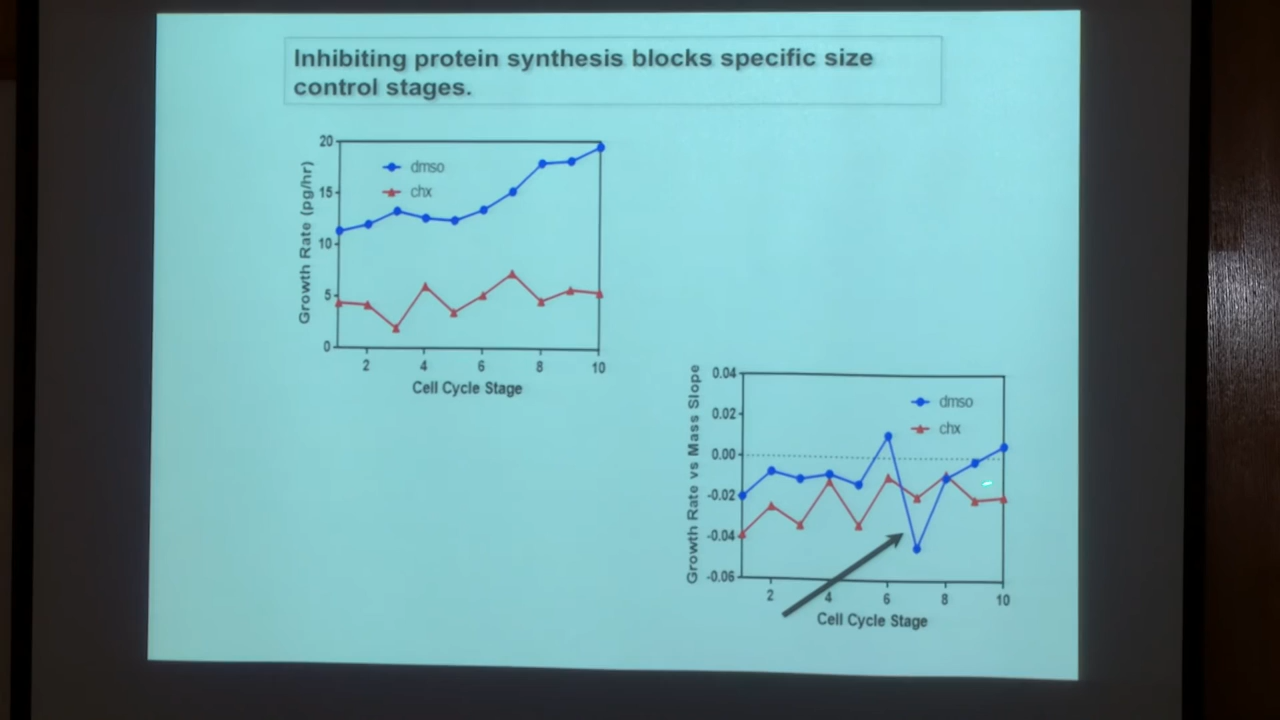 Inhibiting protein synthesis blocks specific size
control stages.
20
15
10
5
0
Growth Rate (pg/hr)
dmso
chx
2 4 6 8 10
Cell Cycle Stage
0.04
0.02
0.00
-0.02
-0.04
-0.06
Growth Rate vs Mass Slope
dmso
chx
2 4 6 8 10
Cell Cycle Stage